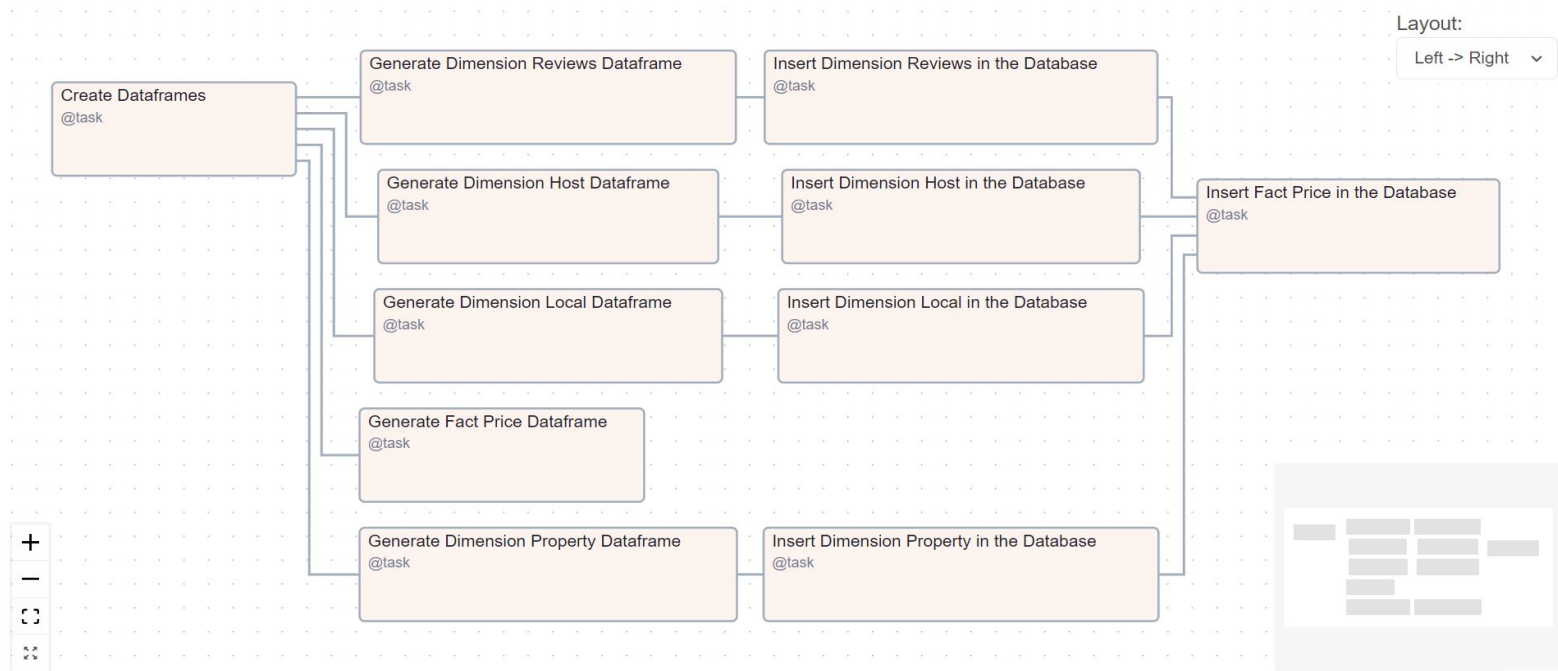 Layout:
Left -> Right
Create Dataframes
@task
Generate Dimension Reviews Dataframe
@task
Insert Dimension Reviews in the Database
@task
Generate Dimension Host Dataframe
@task
Insert Dimension Host in the Database
@task
Insert Fact Price in the Database
@task
Generate Dimension Local Dataframe
@task
Insert Dimension Local in the Database
@task
Generate Fact Price Dataframe
@task
Generate Dimension Property Dataframe
@task
Insert Dimension Property in the Database
@task